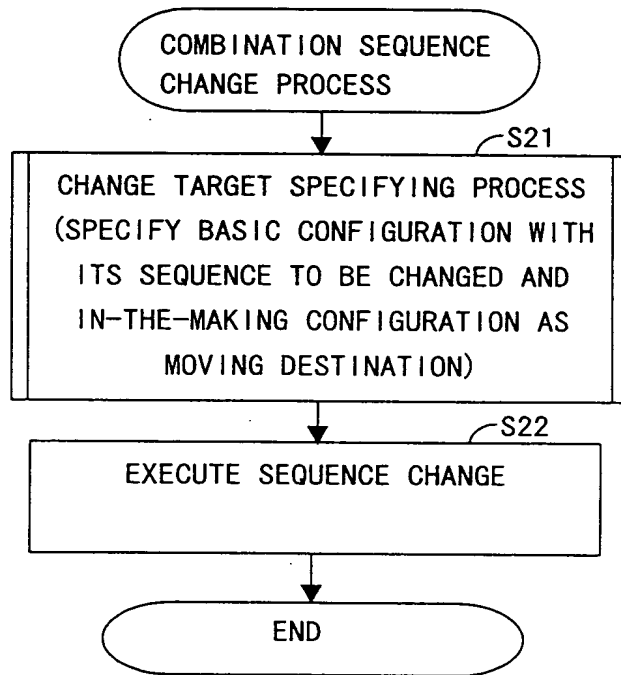 COMBINATION SEQUENCE
CHANGE PROCESS
S21
CHANGE TARGET SPECIFYING PROCESS
(SPECIFY BASIC CONFIGURATION WITH
ITS SEQUENCE TO BE CHANGED AND
IN-THE-MAKING CONFIGURATION AS
MOVING DESTINATION)
S22
EXECUTE SEQUENCE CHANGE
END